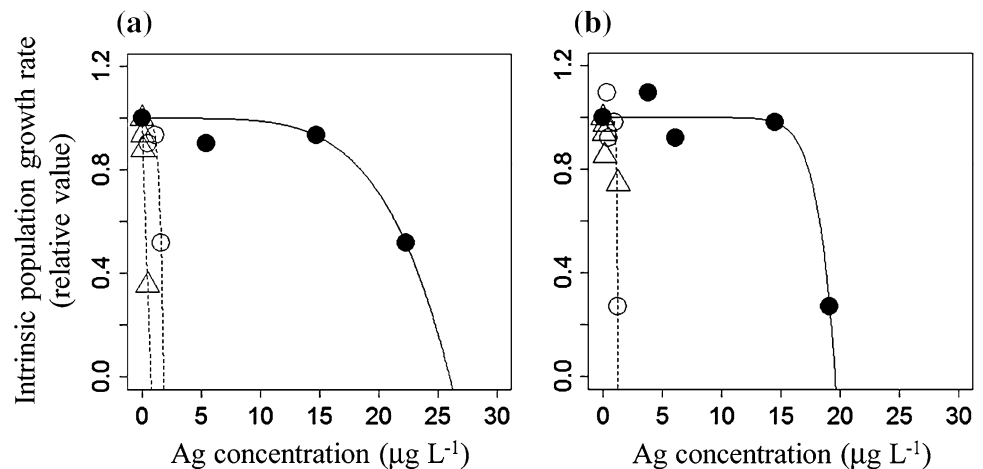 (a)
(b)
Intrinsic population growth rate
(relative value)
1.2
0.8
0.4
0.0
0 5 10 15 20 25 30
Ag concentration (µg L-1)
1.2
0.8
0.4
0.0
0 5 10 15 20 25 30
Ag concentration (µg L-1)